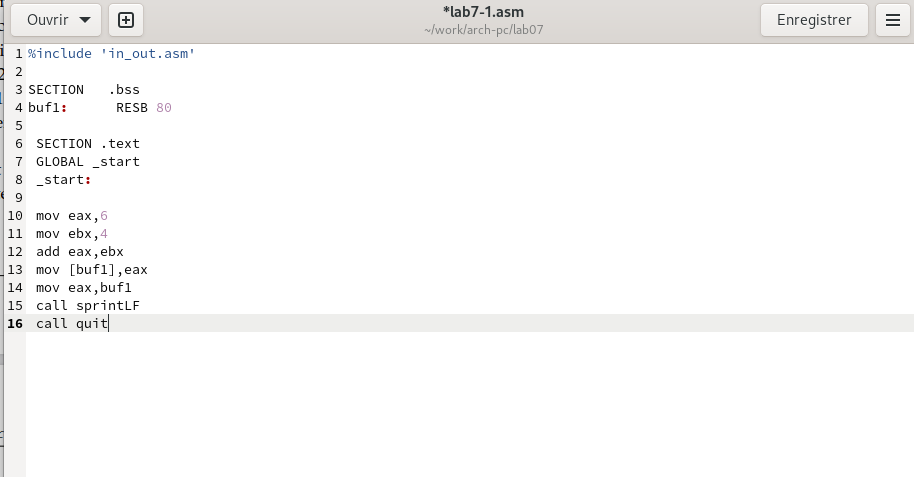 Ouvrir
*lab7-1.asm
~/work/arch-pc/lab07
Enregistrer
1 %include 'in_out.asm'
2
3 SECTION   .bss
4 buf1:      RESB 80
5
6  SECTION .text
7  GLOBAL _start
8  _start:
9
10  mov eax,6
11  mov ebx,4
12  add eax,ebx
13  mov [buf1],eax
14  mov eax,buf1
15  call sprintLF
16  call quit